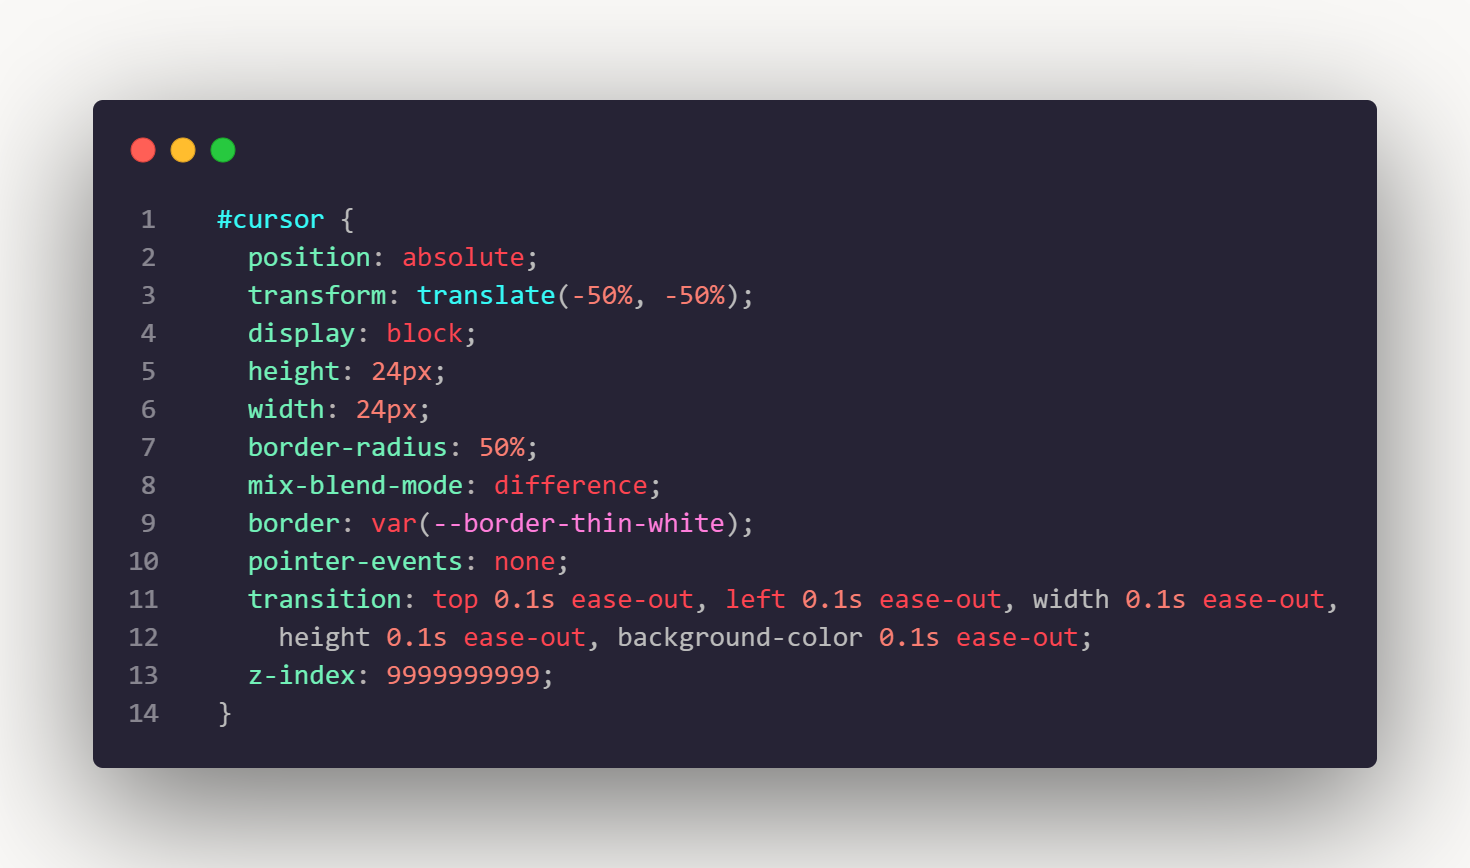 1 #cursor {
2 position: absolute;
3 transform: translate(-50%, -50%);
4 display: block;
5 height: 24px;
6 width: 24px;
7 border-radius: 50%;
8 mix-blend-mode: difference;
9 border: var(--border-thin-white);
10 pointer-events: none;
11 transition: top 0.1s ease-out, left 0.1s ease-out, width 0.1s ease-out,
12 height 0.1s ease-out, background-color 0.1s ease-out;
13 z-index: 9999999999;
14 }